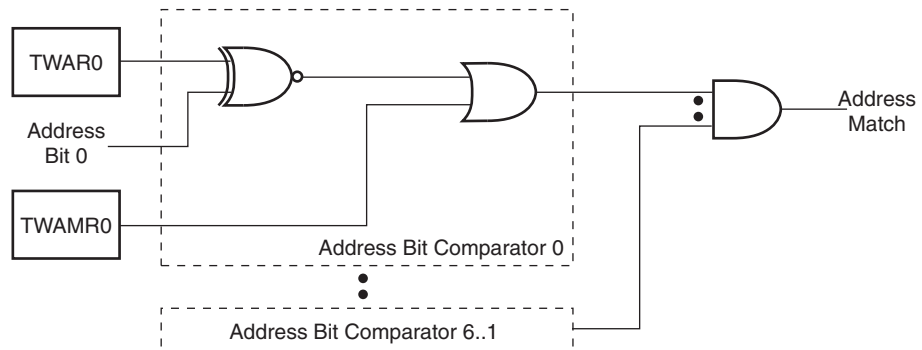 TWAR0
Address
Bit 0
TWAMR0
Address Bit Comparator 0
Address Bit Comparator 6..1
Address
Match